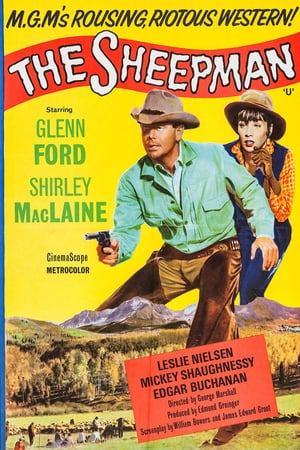 M.G.M's ROUSING, RIOTOUS WESTERN!
THE SHEEPMAN
'U'
Starring
GLENN
FORD
SHIRLEY
MacLAINE
CinemaScope
METROCOLOR
LESLIE NIELSEN
MICKEY SHAUGHNESSY
EDGAR BUCHANAN
Directed by George Marshall
Produced by Edmund Grainger
Screenplay by William Bowers and James Edward Grant